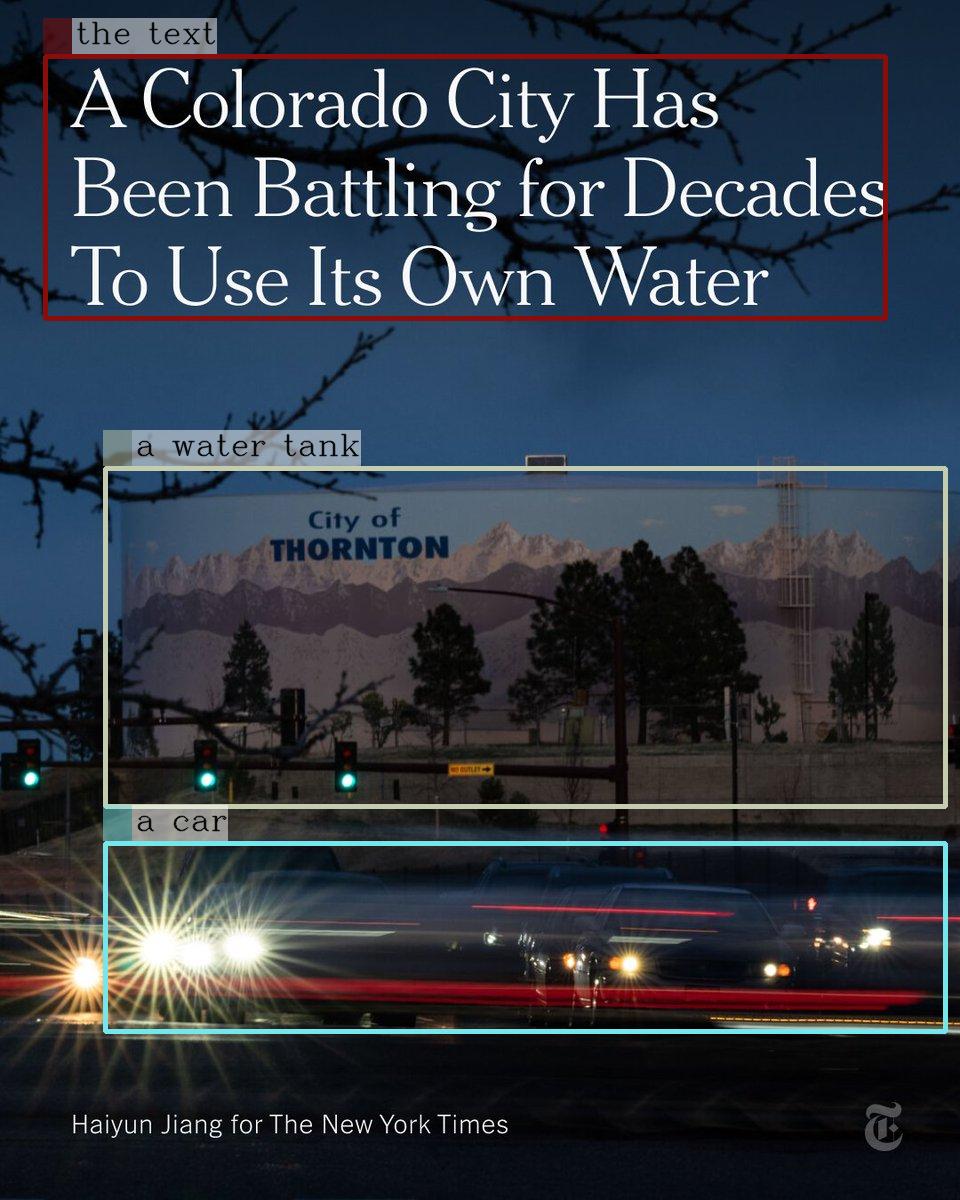 the text
A Colorado City Has
Been Battling for Decades
To Use Its Own Water
a water tank
City of
THORNTON
NO OUTLET
a car
Haiyun Jiang for The New York Times
T